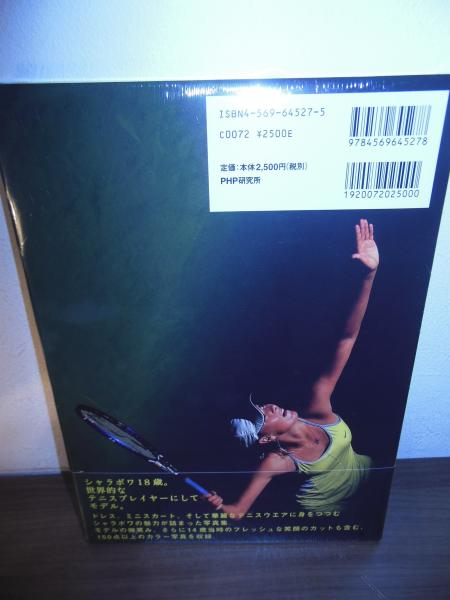 ISBN4-569-64527-5
C0072 ¥2500E
定価:本体2,500円(税別)
PHP研究所
9784569645278
1920072025000
シャラポワ18歳。
世界的な
テニスプレイヤーにして
モデル。
ドレス、ミニスカート、そして華麗なテニスウエアに身をつつむ
シャラポワの魅力が詰まった写真集。
モデルの微笑み、さらに14歳当時のフレッシュな笑顔のカットも含む、
150点以上のカラー写真を収録。